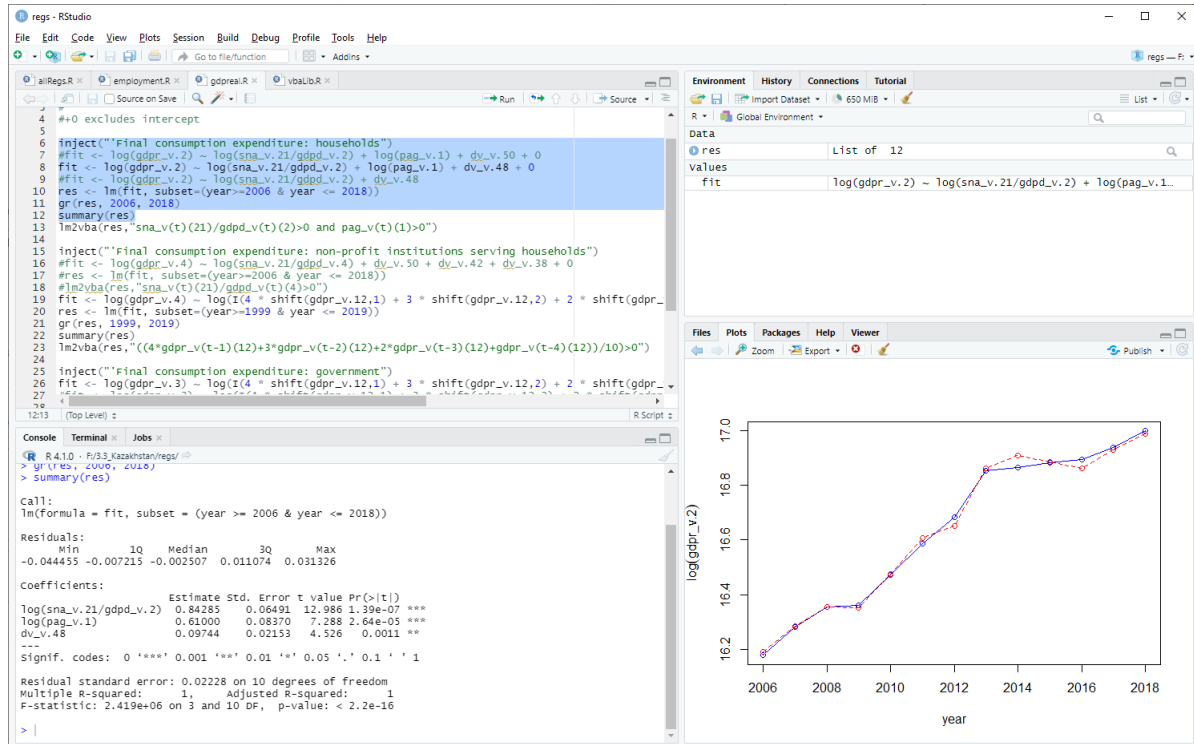 regs - RStudio
File Edit Code View Plots Session Build Debug Profile Tools Help
Go to file/function
Addins
regs — F:
allRegs.R
employment.R
gdpreal.R
vbaLib.R
Source on Save
Run
Source
4 #+0 excludes intercept
5
6 inject("'Final consumption expenditure: households")
7 #fit <- log(gdpr_v.2) ~ log(sna_v.21/gdpd_v.2) + log(pag_v.1) + dv_v.50 + 0
8 fit <- log(gdpr_v.2) ~ log(sna_v.21/gdpd_v.2) + log(pag_v.1) + dv_v.48 + 0
9 #fit <- log(gdpr_v.2) ~ log(sna_v.21/gdpd_v.2) + dv_v.48
10 res <- lm(fit, subset=(year>=2006 & year <= 2018))
11 gr(res, 2006, 2018)
12 summary(res)
13 lm2vba(res,"sna_v(t)(21)/gdpd_v(t)(2)>0 and pag_v(t)(1)>0")
14
15 inject("'Final consumption expenditure: non-profit institutions serving households")
16 #fit <- log(gdpr_v.4) ~ log(sna_v.21/gdpd_v.4) + dv_v.50 + dv_v.42 + dv_v.38 + 0
17 #res <- lm(fit, subset=(year>=2006 & year <= 2018))
18 #lm2vba(res,"sna_v(t)(21)/gdpd_v(t)(4)>0")
19 fit <- log(gdpr_v.4) ~ log(I(4 * shift(gdpr_v.12,1) + 3 * shift(gdpr_v.12,2) + 2 * shift(gdpr_
20 res <- lm(fit, subset=(year>=1999 & year <= 2019))
21 gr(res, 1999, 2019)
22 summary(res)
23 lm2vba(res,"((4*gdpr_v(t-1)(12)+3*gdpr_v(t-2)(12)+2*gdpr_v(t-3)(12)+gdpr_v(t-4)(12))/10)>0")
24
25 inject("'Final consumption expenditure: government")
26 fit <- log(gdpr_v.3) ~ log(I(4 * shift(gdpr_v.12,1) + 3 * shift(gdpr_v.12,2) + 2 * shift(gdpr_
27
28
12:13 (Top Level) R Script
Console Terminal Jobs
R 4.1.0 · F:/3.3_Kazakhstan/regs/
> gr(res, 2006, 2018)
> summary(res)
Call:
lm(formula = fit, subset = (year >= 2006 & year <= 2018))
Residuals:
Min 1Q Median 3Q Max
-0.044455 -0.007215 -0.002507 0.011074 0.031326
Coefficients:
Estimate Std. Error t value Pr(>|t|)
log(sna_v.21/gdpd_v.2) 0.84285 0.06491 12.986 1.39e-07 ***
log(pag_v.1) 0.61000 0.08370 7.288 2.64e-05 ***
dv_v.48 0.09744 0.02153 4.526 0.0011 **
---
Signif. codes: 0 ‘***’ 0.001 ‘**’ 0.01 ‘*’ 0.05 ‘.’ 0.1 ‘ ’ 1
Residual standard error: 0.02228 on 10 degrees of freedom
Multiple R-squared: 1, Adjusted R-squared: 1
F-statistic: 2.419e+06 on 3 and 10 DF, p-value: < 2.2e-16
>
Environment History Connections Tutorial
Import Dataset 650 MiB List
R Global Environment
Data
res List of 12
Values
fit log(gdpr_v.2) ~ log(sna_v.21/gdpd_v.2) + log(pag_v.1…
Files Plots Packages Help Viewer
Zoom Export Publish
log(gdpr_v.2)
17.0
16.8
16.6
16.4
16.2
2006 2008 2010 2012 2014 2016 2018
year